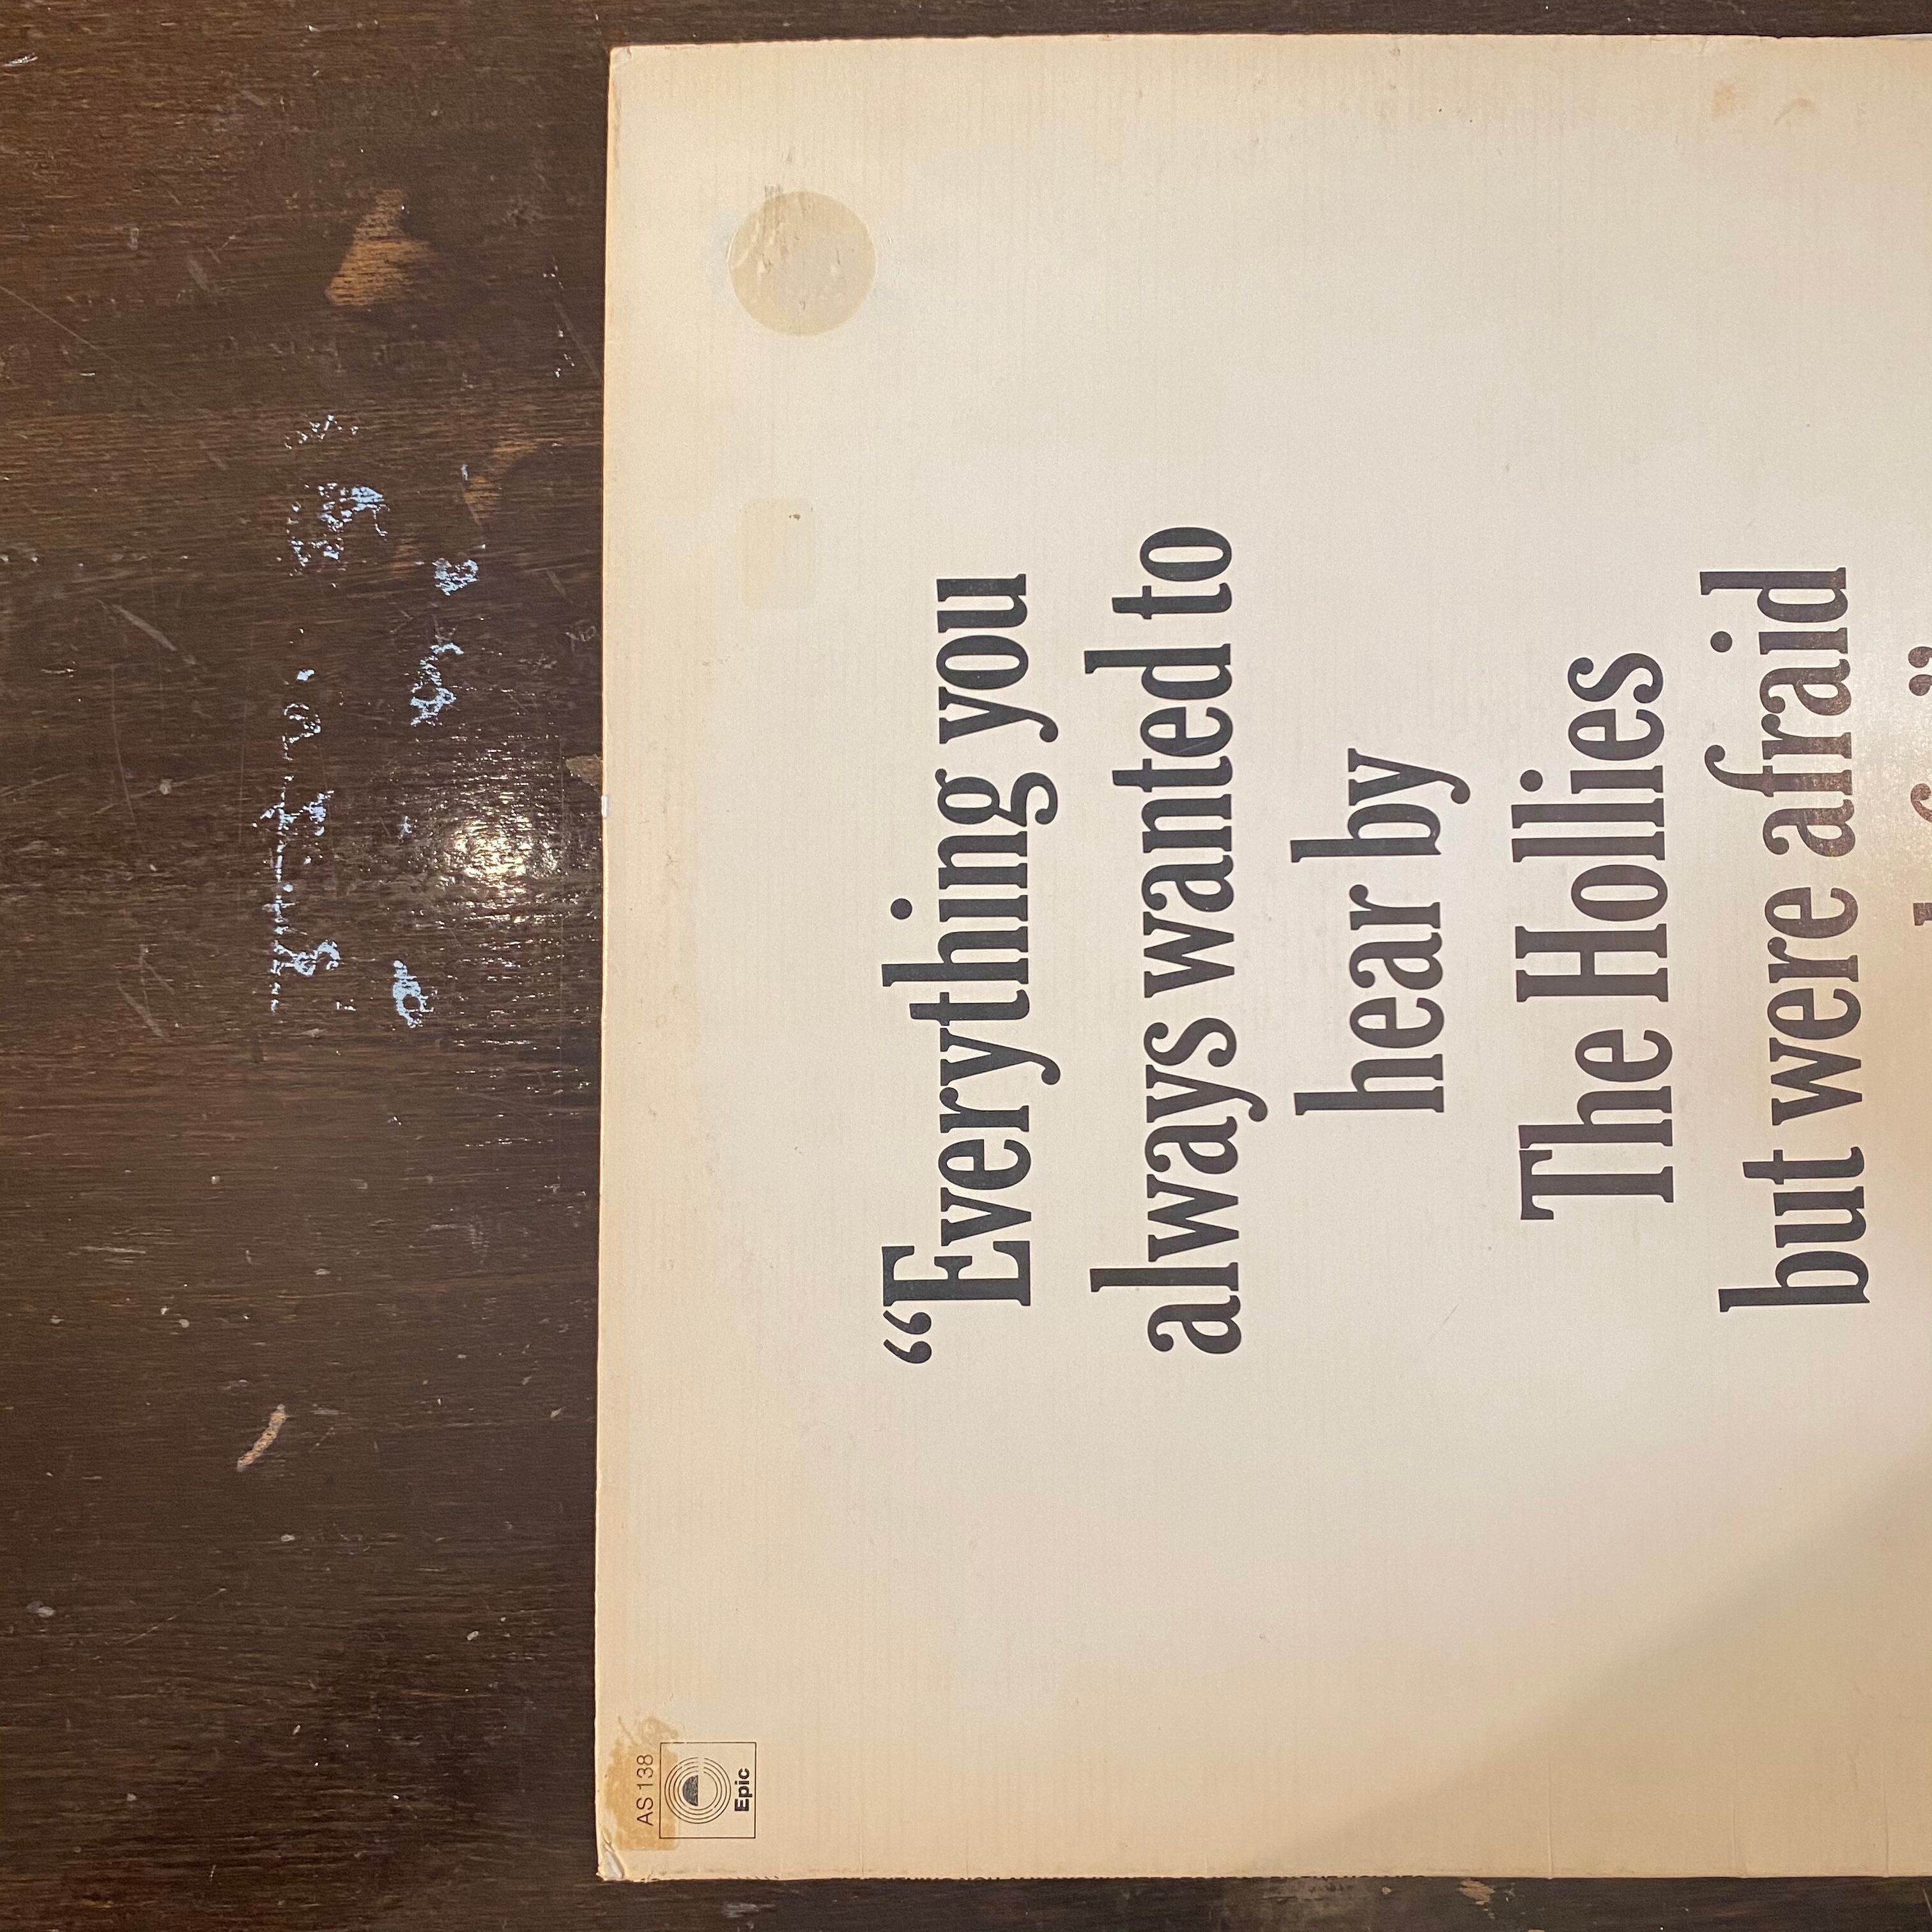 AS 138
Epic
“Everything you
always wanted to
hear by
The Hollies
but were afraid